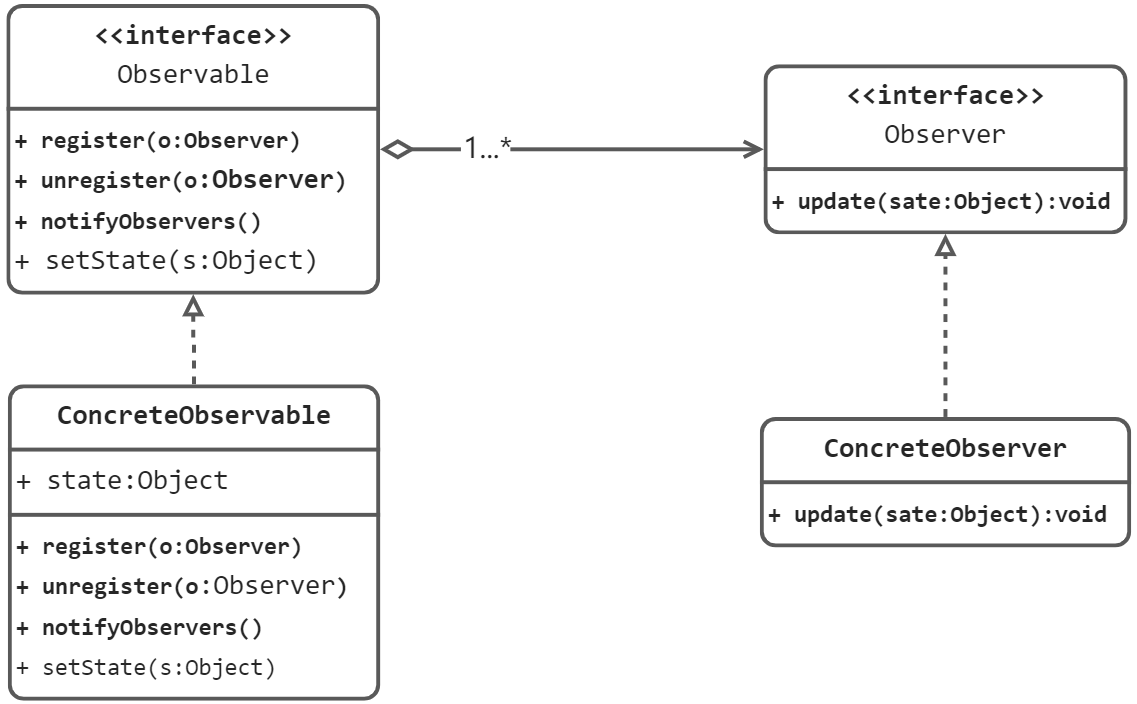 <<interface>>
Observable
+ register(o:Observer)
+ unregister(o:Observer)
+ notifyObservers()
+ setState(s:Object)
1...*
<<interface>>
Observer
+ update(sate:Object):void
ConcreteObservable
+ state:Object
+ register(o:Observer)
+ unregister(o:Observer)
+ notifyObservers()
+ setState(s:Object)
ConcreteObserver
+ update(sate:Object):void